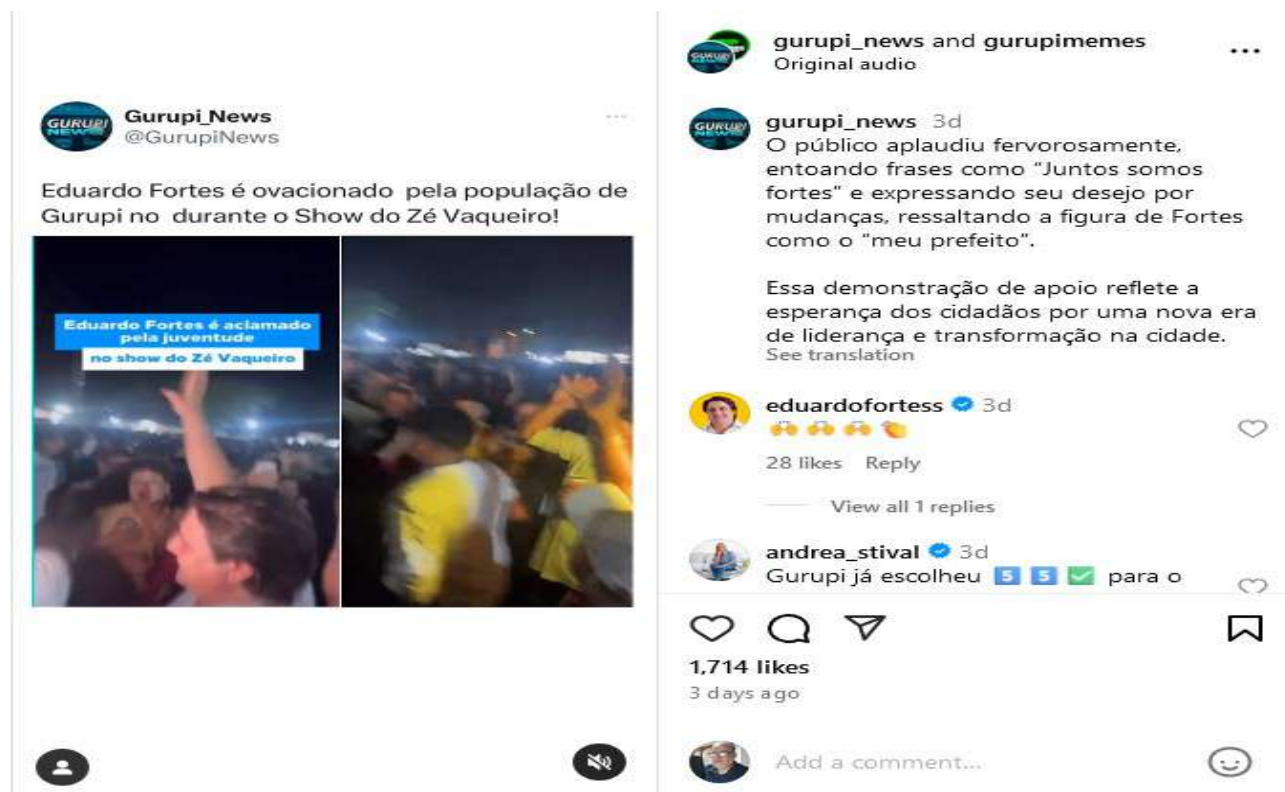 GURUPI NEWS
Gurupi_News
@GurupiNews
Eduardo Fortes é ovacionado pela população de
Gurupi no durante o Show do Zé Vaqueiro!
Eduardo Fortes é aclamado
pela juventude
no show do Zé Vaqueiro
gurupi_news and gurupimemes
Original audio
gurupi_news 3d
O público aplaudiu fervorosamente,
entoando frases como “Juntos somos
fortes” e expressando seu desejo por
mudanças, ressaltando a figura de Fortes
como o “meu prefeito”.
Essa demonstração de apoio reflete a
esperança dos cidadãos por uma nova era
de liderança e transformação na cidade.
See translation
eduardofortess 3d
28 likes Reply
View all 1 replies
andrea_stival 3d
Gurupi já escolheu 5 5 ✅ para o
1,714 likes
3 days ago
Add a comment...